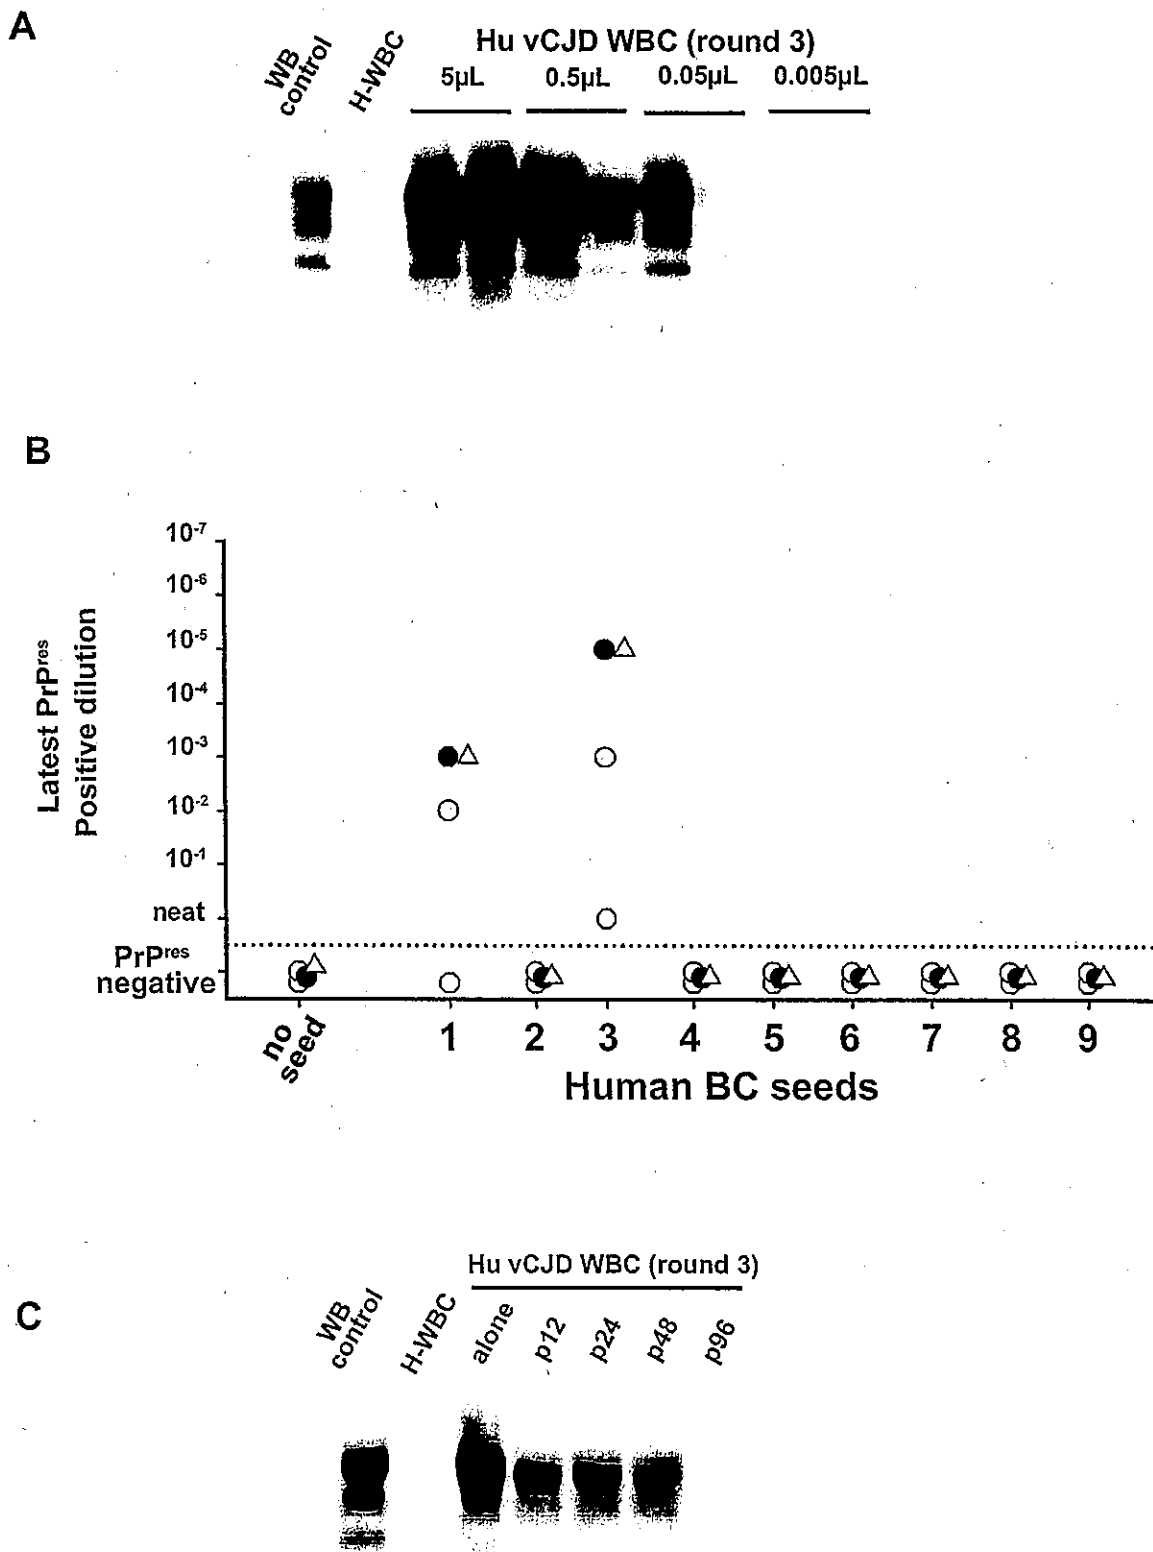 A
WB
control
H-WBC
Hu vCJD WBC (round 3)
5µL 0.5µL 0.05µL 0.005µL
B
Latest PrPres
Positive dilution
10-7
10-6
10-5
10-4
10-3
10-2
10-1
neat
PrPres
negative
no
seed
1 2 3 4 5 6 7 8 9
Human BC seeds
C
Hu vCJD WBC (round 3)
WB
control
H-WBC
alone
p12
p24
p48
p96